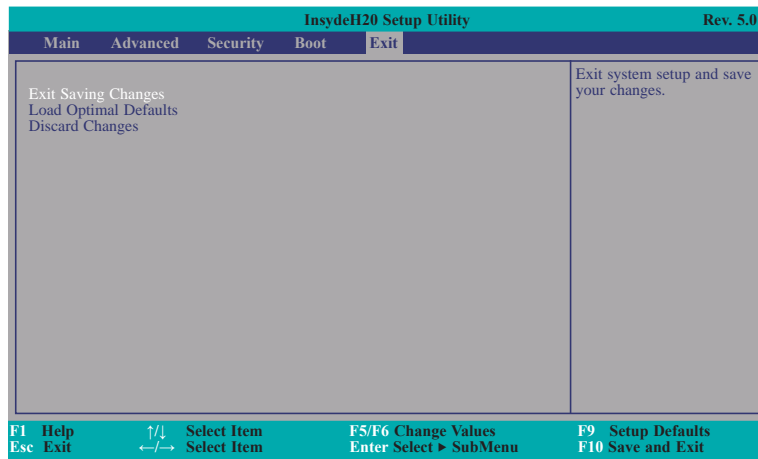 InsydeH20 Setup Utility Rev. 5.0
Main Advanced Security Boot Exit
Exit Saving Changes
Load Optimal Defaults
Discard Changes
Exit system setup and save
your changes.
F1 Help ↑/↓ Select Item F5/F6 Change Values F9 Setup Defaults
Esc Exit ←/→ Select Item Enter Select ► SubMenu F10 Save and Exit